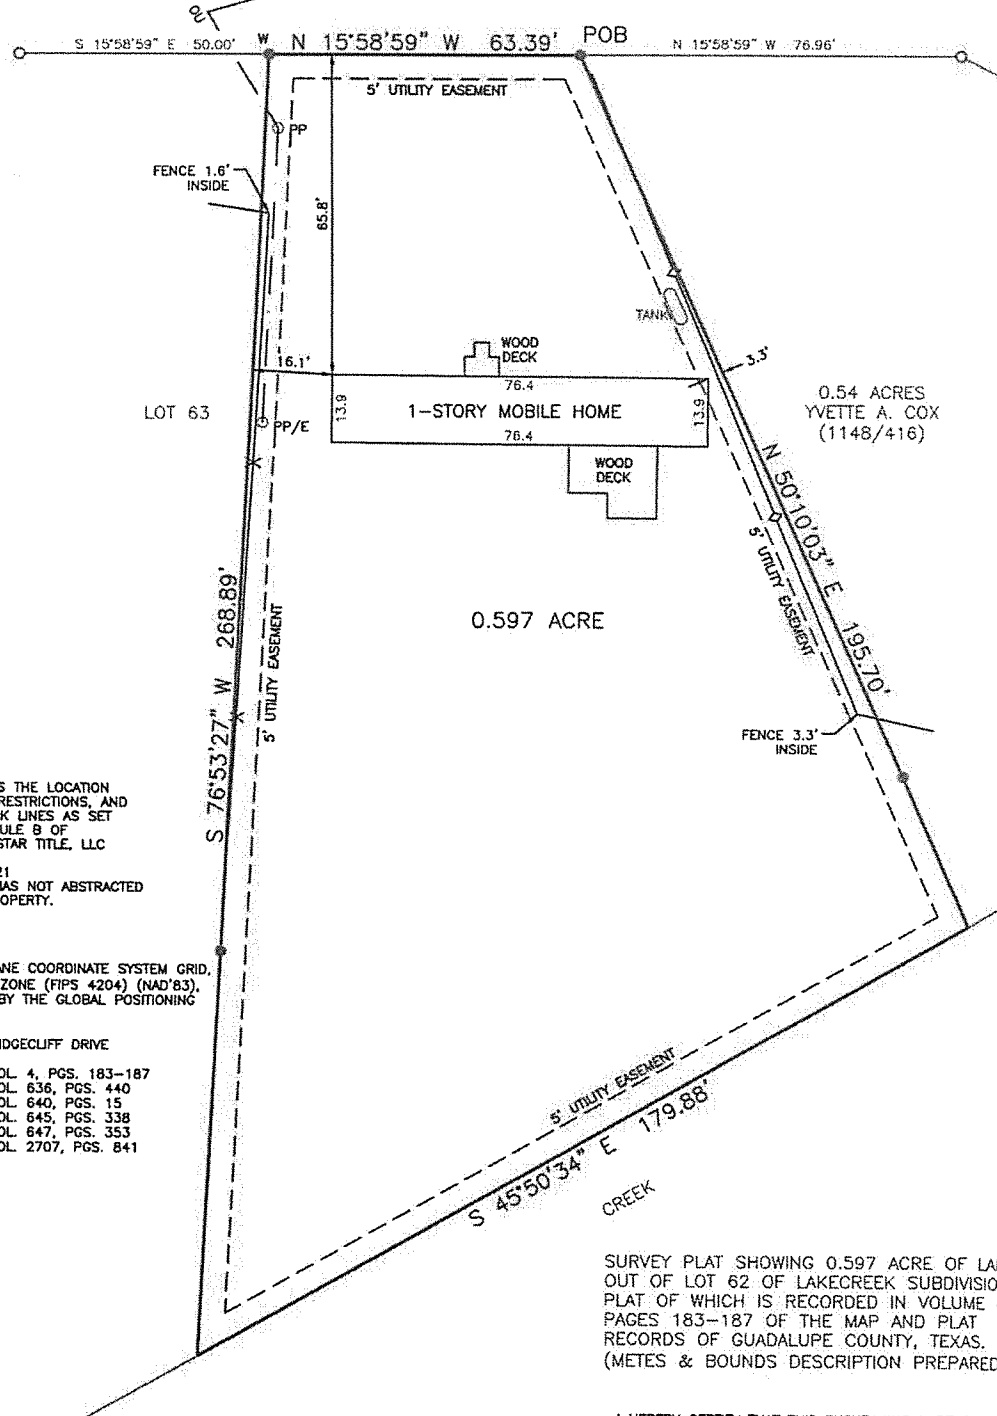 OL
S 15°58'59" E 50.00'
W
N 15°58'59" W 63.39'
POB
N 15°58'59" W 76.96'
5' UTILITY EASEMENT
PP
FENCE 1.6'
INSIDE
65.8'
TANK
WOOD
DECK
3.3'
16.1'
76.4
0.54 ACRES
YVETTE A. COX
(1148/416)
LOT 63
13.9
1-STORY MOBILE HOME
13.9
PP/E
76.4
WOOD
DECK
N 50°10'03" E 195.70'
5' UTILITY EASEMENT
0.597 ACRE
S 76°53'27" W 268.89'
5' UTILITY EASEMENT
FENCE 3.3'
INSIDE
S THE LOCATION
RESTRICTIONS, AND
K LINES AS SET
ULE B OF
STAR TITLE, LLC
21
HAS NOT ABSTRACTED
OPERTY.
ANE COORDINATE SYSTEM GRID,
ZONE (FIPS 4204) (NAD'83),
BY THE GLOBAL POSITIONING
IDGECLIFF DRIVE
OL. 4, PGS. 183-187
OL. 636, PGS. 440
OL. 640, PGS. 15
OL. 645, PGS. 338
OL. 647, PGS. 353
OL. 2707, PGS. 841
5' UTILITY EASEMENT
S 45°50'34" E 179.88'
CREEK
SURVEY PLAT SHOWING 0.597 ACRE OF LA
OUT OF LOT 62 OF LAKECREEK SUBDIVISIO
PLAT OF WHICH IS RECORDED IN VOLUME
PAGES 183-187 OF THE MAP AND PLAT
RECORDS OF GUADALUPE COUNTY, TEXAS.
(METES & BOUNDS DESCRIPTION PREPARED